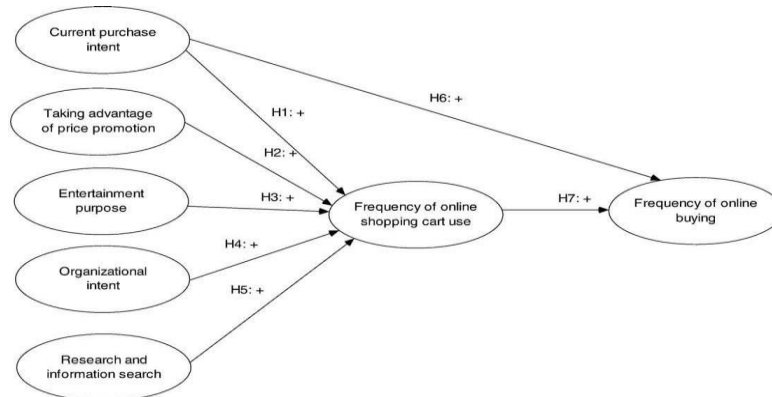 Current purchase
intent
H1: +
H6: +
Taking advantage
of price promotion
H2: +
Entertainment
purpose
H3: +
Frequency of online
shopping cart use
H7: +
Frequency of online
buying
Organizational
intent
H4: +
H5: +
Research and
information search